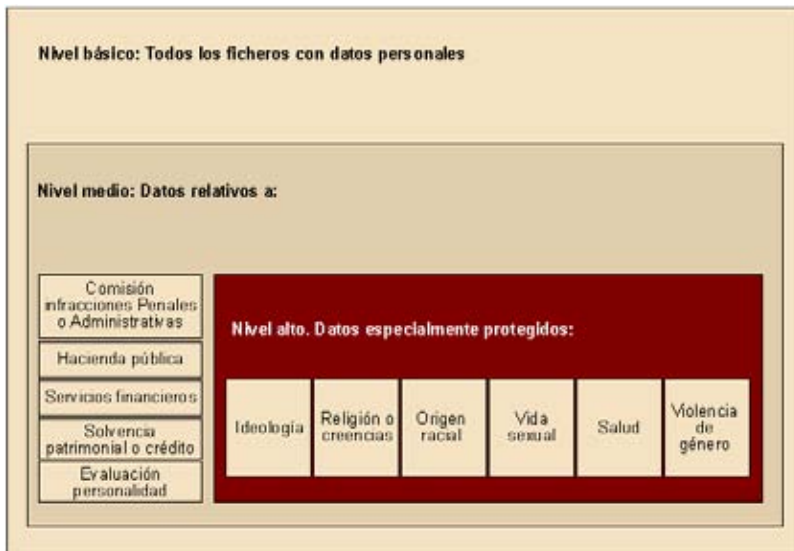 Nivel básico: Todos los ficheros con datos personales
Nivel medio: Datos relativos a:
Comisión
infracciones Penales
o Administrativas
Hacienda pública
Servicios financieros
Solvencia
patrimonial o crédito
Evaluación
personalidad
Nivel alto. Datos especialmente protegidos:
Ideología
Religión o
creencias
Origen
racial
Vida
sexual
Salud
Violencia
de
género